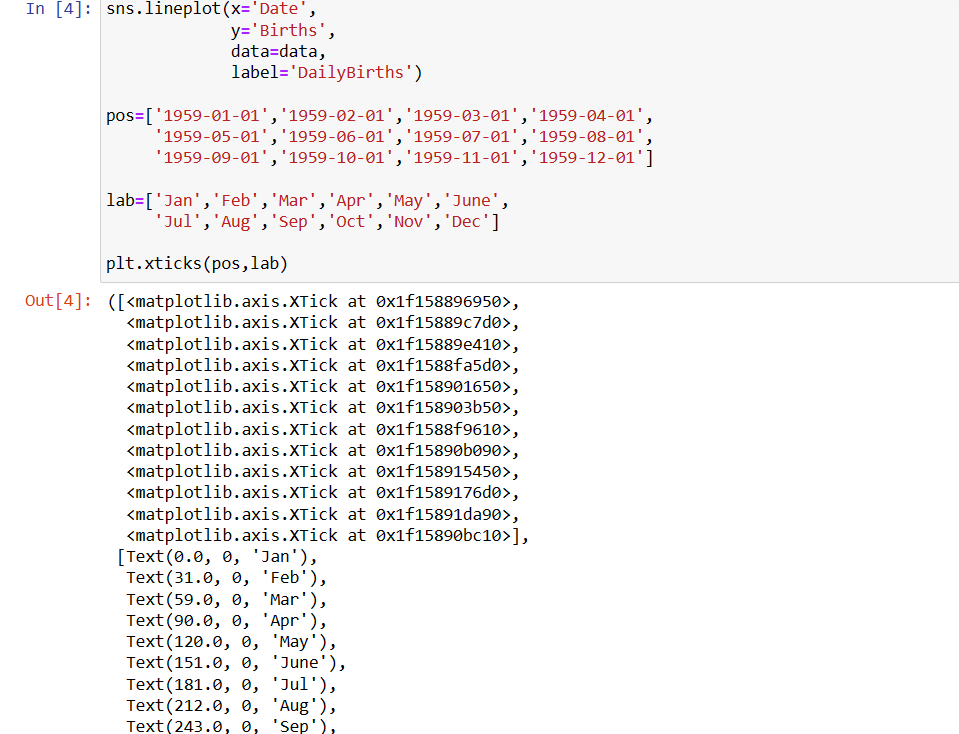 In [4]: sns.lineplot(x='Date',
y='Births',
data=data,
label='DailyBirths')
pos=['1959-01-01','1959-02-01','1959-03-01','1959-04-01',
'1959-05-01','1959-06-01','1959-07-01','1959-08-01',
'1959-09-01','1959-10-01','1959-11-01','1959-12-01']
lab=['Jan','Feb','Mar','Apr','May','June',
'Jul','Aug','Sep','Oct','Nov','Dec']
plt.xticks(pos,lab)
Out[4]: ([<matplotlib.axis.XTick at 0x1f158896950>,
<matplotlib.axis.XTick at 0x1f15889c7d0>,
<matplotlib.axis.XTick at 0x1f15889e410>,
<matplotlib.axis.XTick at 0x1f1588fa5d0>,
<matplotlib.axis.XTick at 0x1f158901650>,
<matplotlib.axis.XTick at 0x1f158903b50>,
<matplotlib.axis.XTick at 0x1f1588f9610>,
<matplotlib.axis.XTick at 0x1f15890b090>,
<matplotlib.axis.XTick at 0x1f158915450>,
<matplotlib.axis.XTick at 0x1f1589176d0>,
<matplotlib.axis.XTick at 0x1f15891da90>,
<matplotlib.axis.XTick at 0x1f15890bc10>],
[Text(0.0, 0, 'Jan'),
Text(31.0, 0, 'Feb'),
Text(59.0, 0, 'Mar'),
Text(90.0, 0, 'Apr'),
Text(120.0, 0, 'May'),
Text(151.0, 0, 'June'),
Text(181.0, 0, 'Jul'),
Text(212.0, 0, 'Aug'),
Text(243.0, 0, 'Sep'),